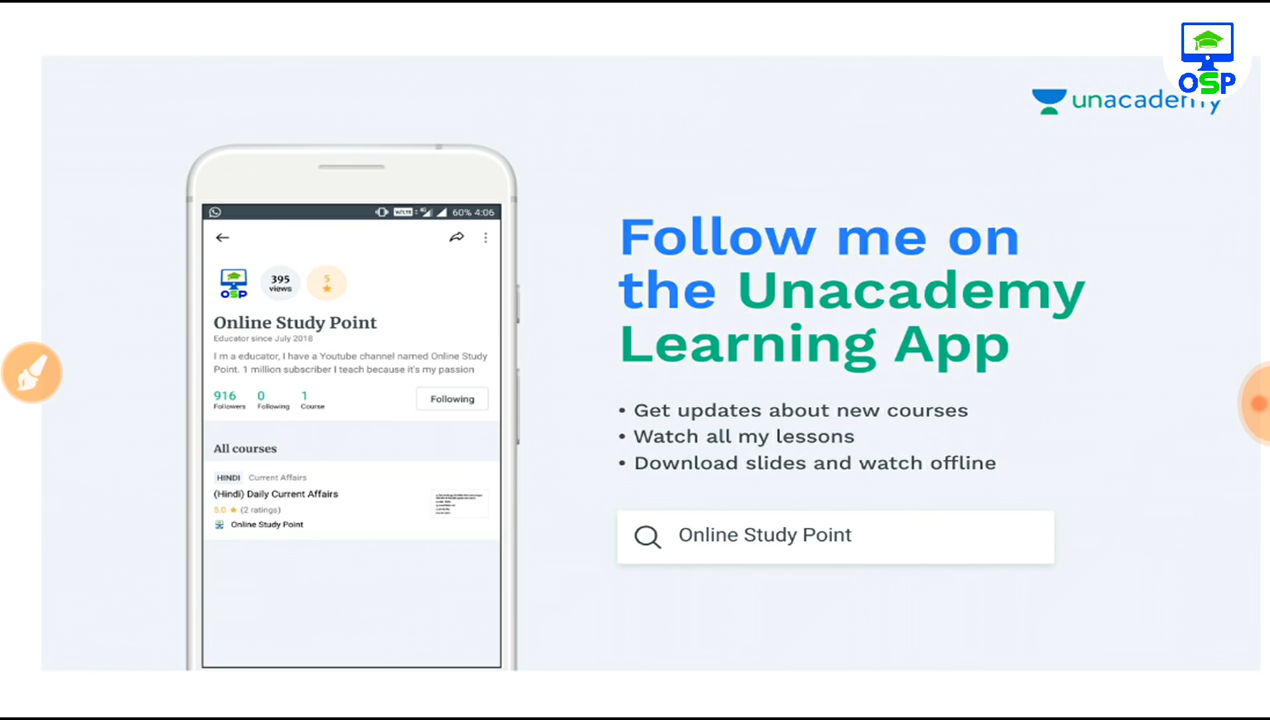 OSP
unacademy
60% 4:06
OSP
395
views
5
Online Study Point
Educator since July 2018
I m a educator, I have a Youtube channel named Online Study
Point. 1 million subscriber I teach because it's my passion
916 0 1
Followers Following Course
Following
All courses
HINDI Current Affairs
(Hindi) Daily Current Affairs
5.0 ★ (2 ratings)
Online Study Point
Follow me on
the Unacademy
Learning App
• Get updates about new courses
• Watch all my lessons
• Download slides and watch offline
Online Study Point